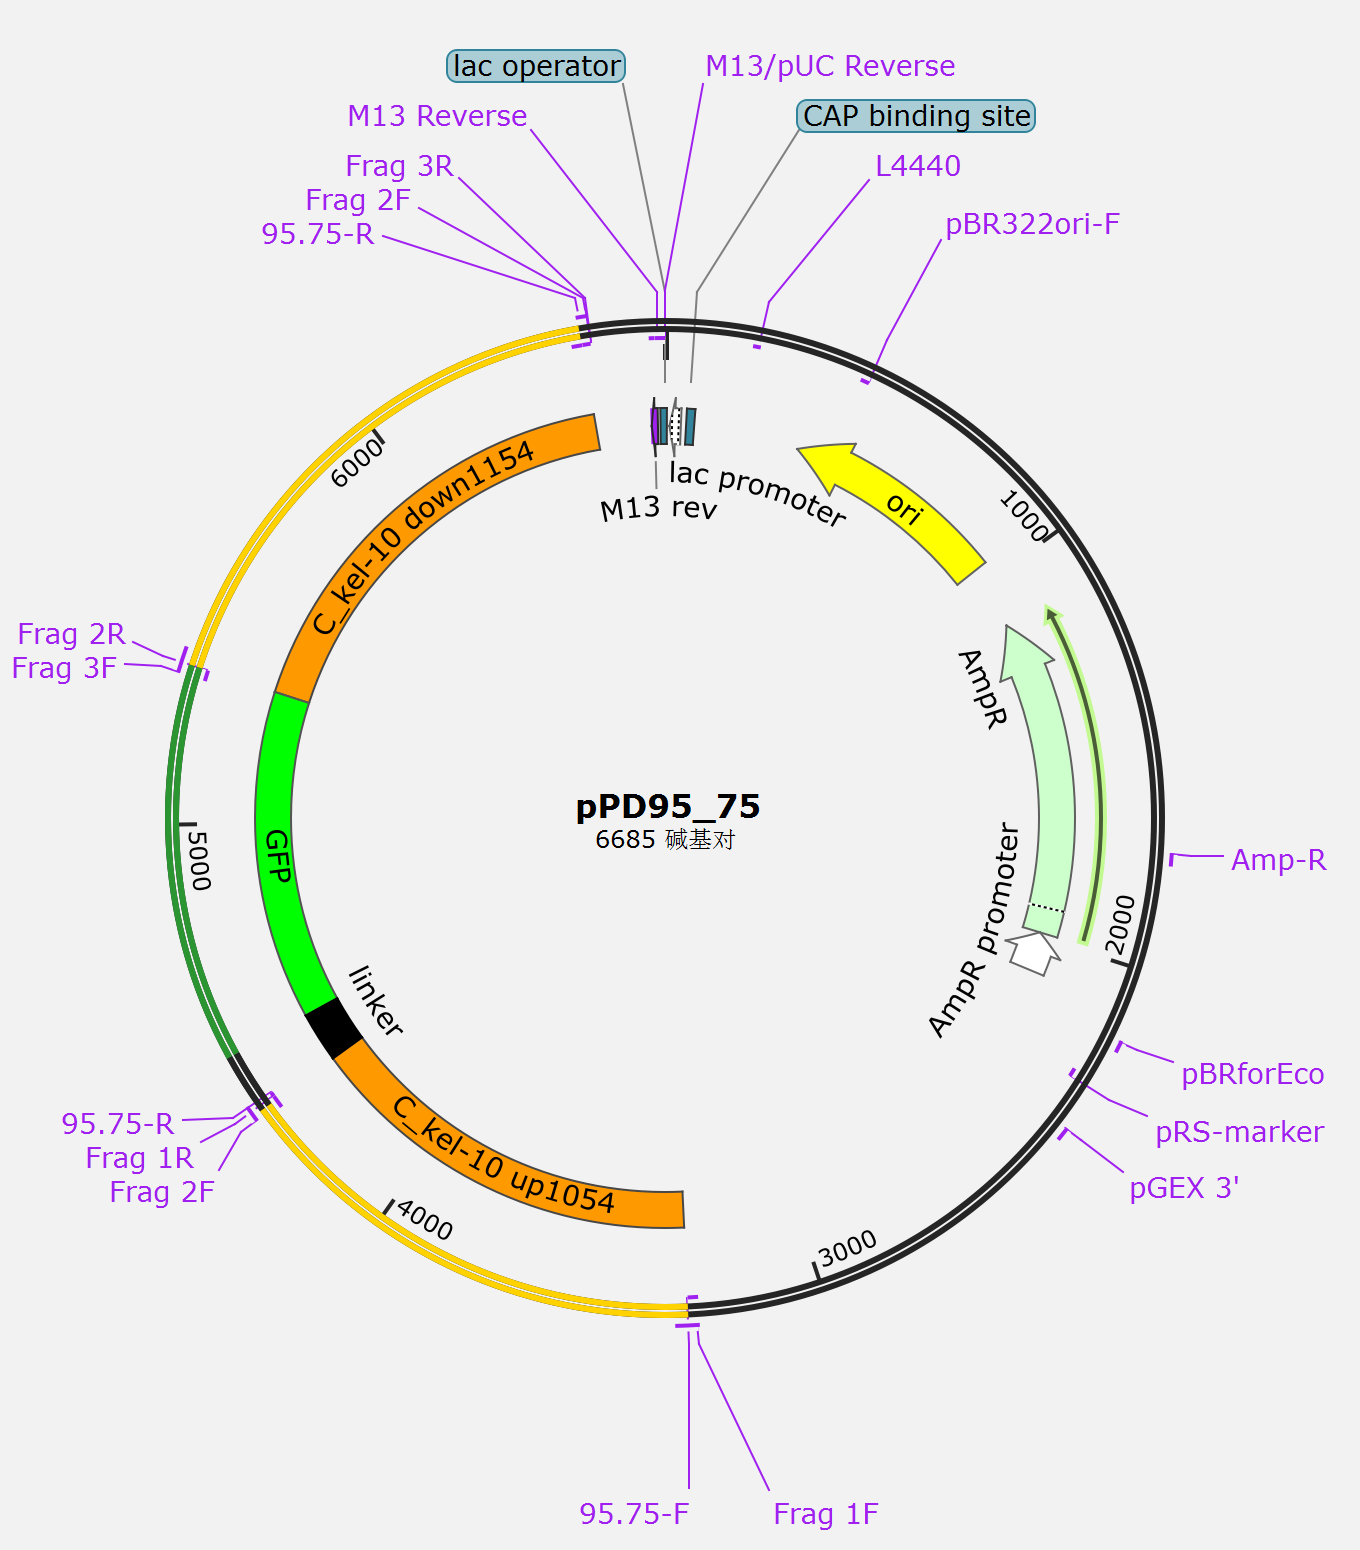 lac operator
M13/pUC Reverse
M13 Reverse
CAP binding site
Frag 3R
L4440
Frag 2F
pBR322ori-F
95.75-R
6000
C_kel-10 down1154
lac promoter
M13 rev
ori
1000
Frag 2R
Frag 3F
AmpR
pPD95_75
6685 碱基对
GFP
5000
AmpR promoter
Amp-R
2000
linker
pBRforEco
95.75-R
Frag 1R
Frag 2F
C_kel-10 up1054
pRS-marker
pGEX 3'
4000
3000
95.75-F
Frag 1F